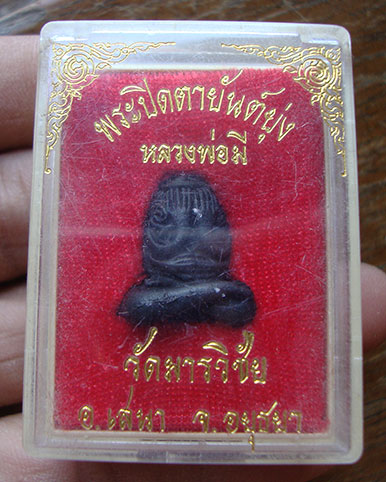 พระปิดตายันต์ยุ่ง
หลวงพ่อมี
วัดมารวิชัย
อ.เสนา จ.อยุธยา